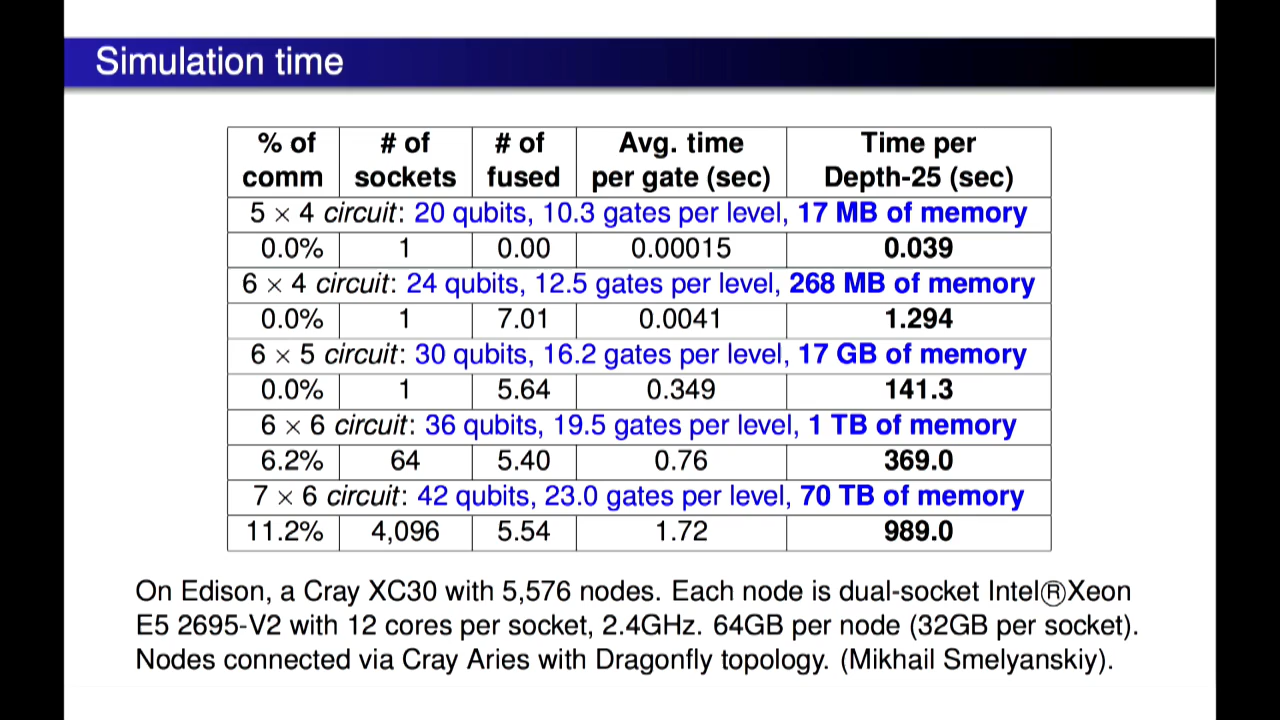 Simulation time
% of # of # of Avg. time Time per
comm sockets fused per gate (sec) Depth-25 (sec)
5 × 4 circuit: 20 qubits, 10.3 gates per level, 17 MB of memory
0.0% 1 0.00 0.00015 0.039
6 × 4 circuit: 24 qubits, 12.5 gates per level, 268 MB of memory
0.0% 1 7.01 0.0041 1.294
6 × 5 circuit: 30 qubits, 16.2 gates per level, 17 GB of memory
0.0% 1 5.64 0.349 141.3
6 × 6 circuit: 36 qubits, 19.5 gates per level, 1 TB of memory
6.2% 64 5.40 0.76 369.0
7 × 6 circuit: 42 qubits, 23.0 gates per level, 70 TB of memory
11.2% 4,096 5.54 1.72 989.0
On Edison, a Cray XC30 with 5,576 nodes. Each node is dual-socket Intel®Xeon
E5 2695-V2 with 12 cores per socket, 2.4GHz. 64GB per node (32GB per socket).
Nodes connected via Cray Aries with Dragonfly topology. (Mikhail Smelyanskiy).